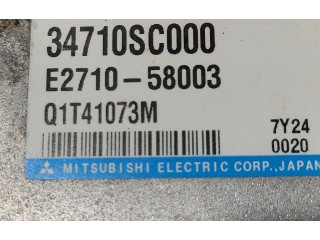 34710SC000
E2710-58003
Q1T41073M
7Y24
0020
MITSUBISHI ELECTRIC CORP., JAPAN